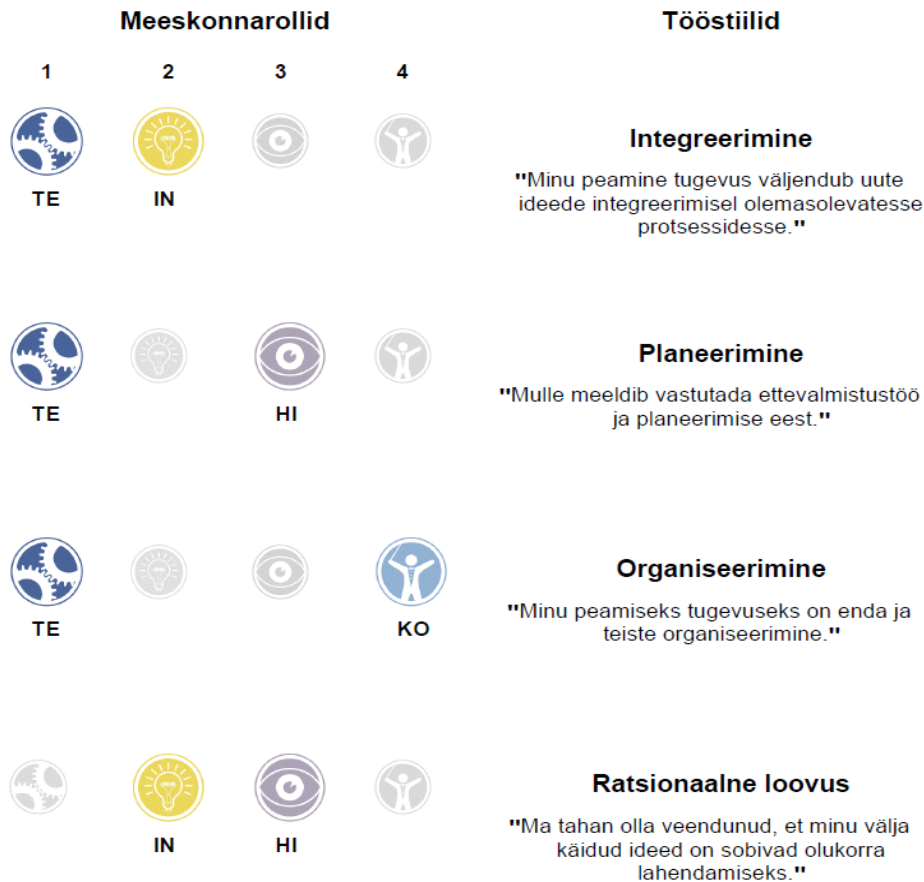 Meeskonnarollid
Tööstiilid
1 2 3 4
TE IN
Integreerimine
"Minu peamine tugevus väljendub uute
ideede integreerimisel olemasolevatesse
protsessidesse."
TE HI
Planeerimine
"Mulle meeldib vastutada ettevalmistustöö
ja planeerimise eest."
TE KO
Organiseerimine
"Minu peamiseks tugevuseks on enda ja
teiste organiseerimine."
IN HI
Ratsionaalne loovus
"Ma tahan olla veendunud, et minu välja
käidud ideed on sobivad olukorra
lahendamiseks."